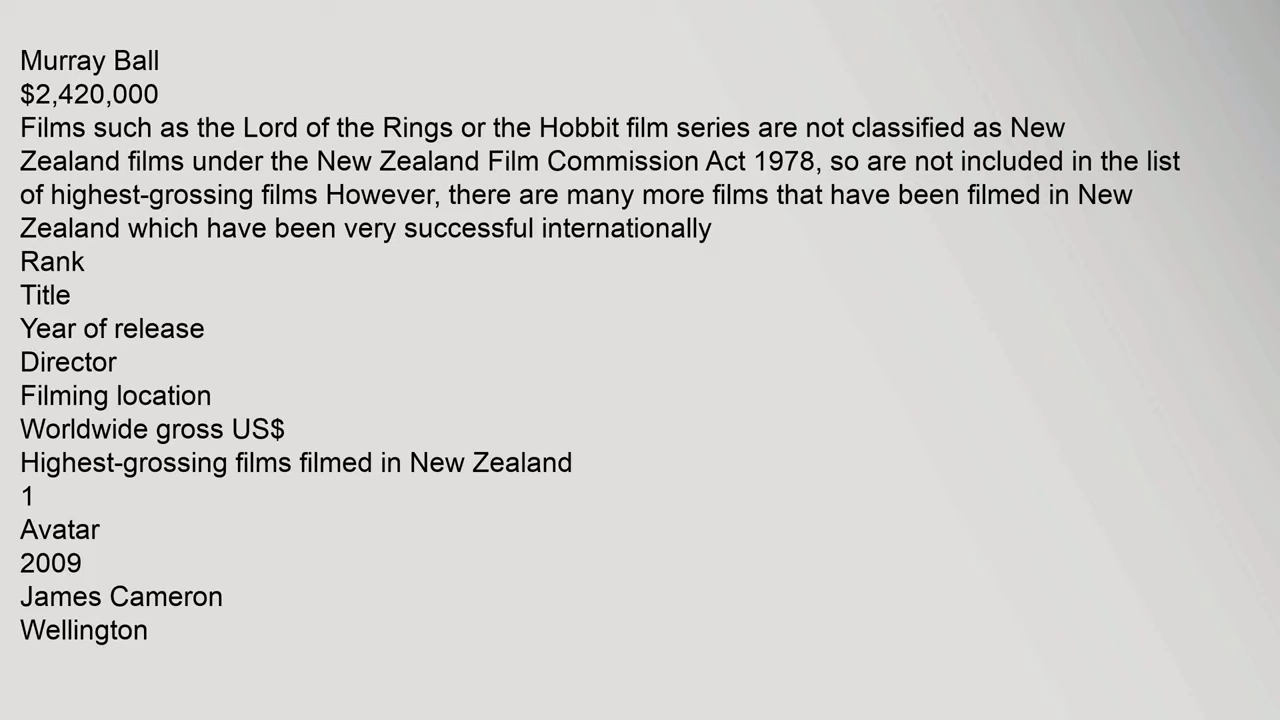 Murray Ball
$2,420,000
Films such as the Lord of the Rings or the Hobbit film series are not classified as New
Zealand films under the New Zealand Film Commission Act 1978, so are not included in the list
of highest-grossing films However, there are many more films that have been filmed in New
Zealand which have been very successful internationally
Rank
Title
Year of release
Director
Filming location
Worldwide gross US$
Highest-grossing films filmed in New Zealand
1
Avatar
2009
James Cameron
Wellington